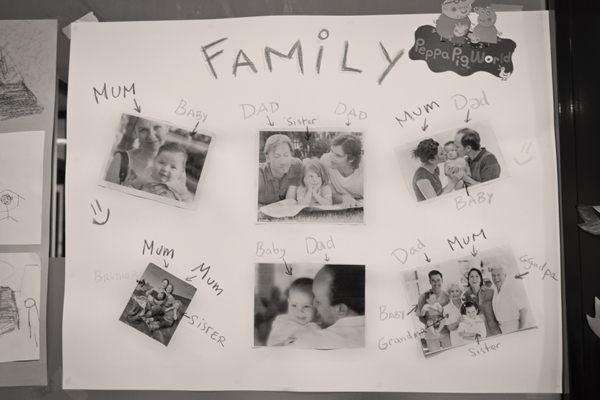 FAMiLY
Peppa Pig World
MUM
BABY
DAD
Sister
DAD
Mum
Dad
BABY
Mum
Mum
BROTHER
SISTER
Baby
Dad
Dad
MUM
Grandpa
BABY
Grandma
Sister